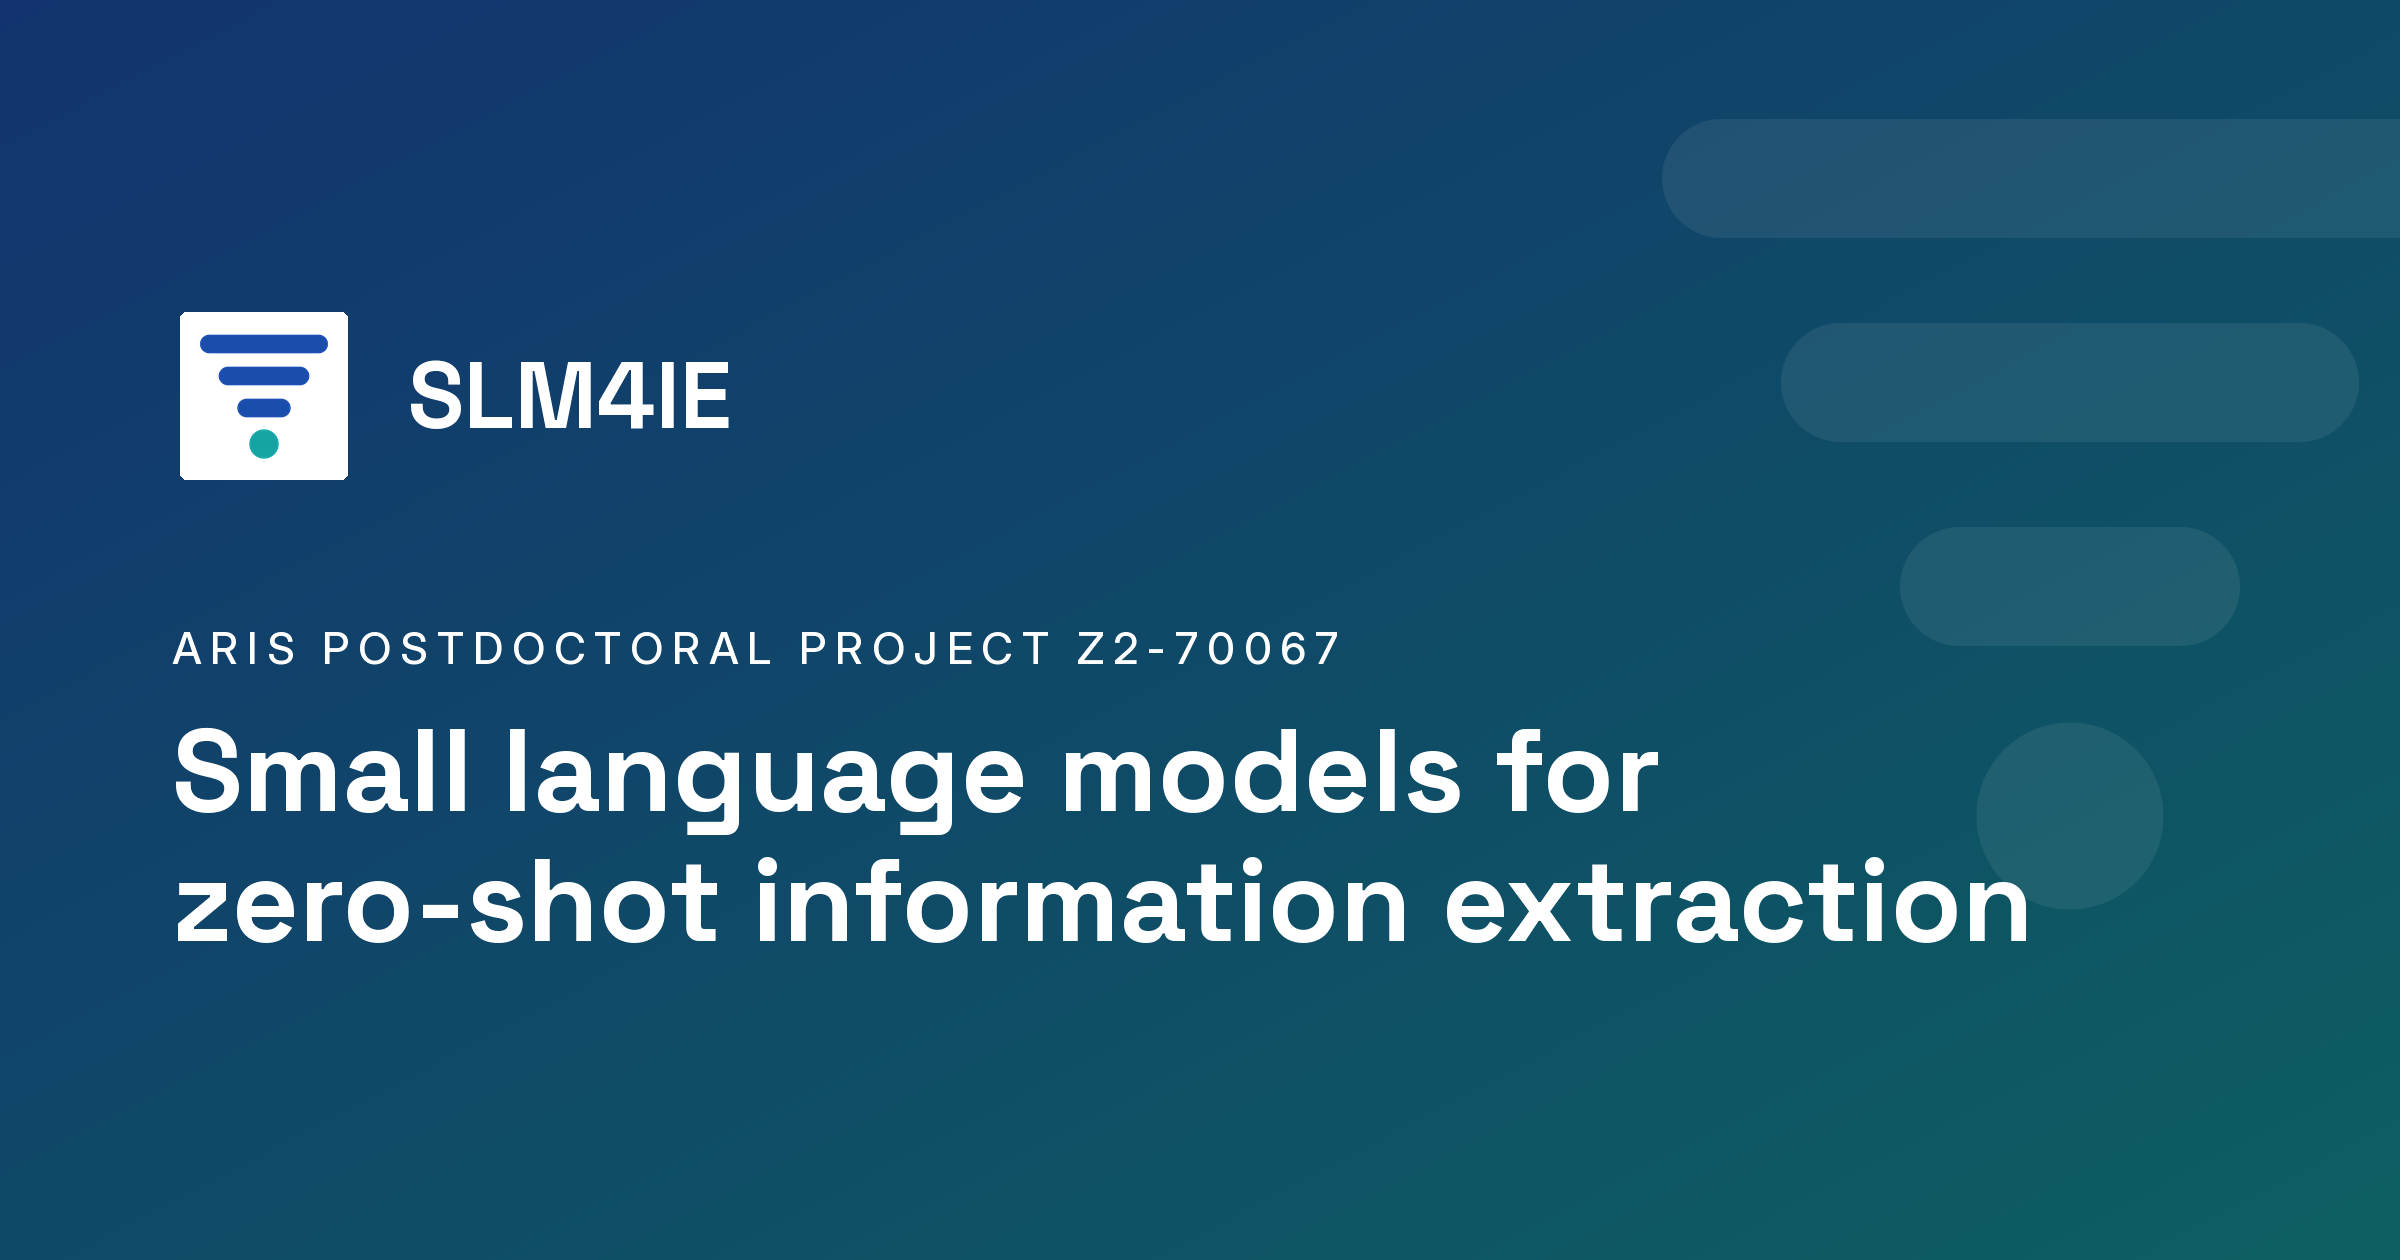 SLM4IE
ARIS POSTDOCTORAL PROJECT Z2-70067
Small language models for
zero-shot information extraction